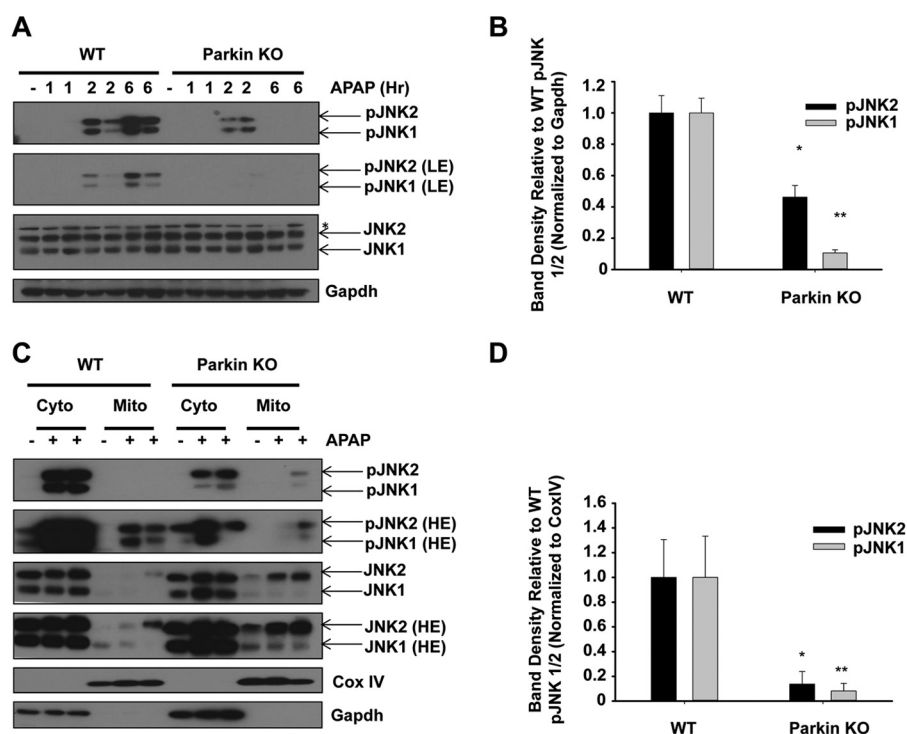 A
WT Parkin KO
- 1 1 2 2 6 6 - 1 1 2 2 6 6 APAP (Hr)
pJNK2
pJNK1
pJNK2 (LE)
pJNK1 (LE)
*
JNK2
JNK1
Gapdh
B
Band Density Relative to WT pJNK
1/2 (Normalized to Gapdh)
1.2
1.0
0.8
0.6
0.4
0.2
0
pJNK2
pJNK1
*
**
WT Parkin KO
C
WT Parkin KO
Cyto Mito Cyto Mito
- + + - + + - + + - + + APAP
pJNK2
pJNK1
pJNK2 (HE)
pJNK1 (HE)
JNK2
JNK1
JNK2 (HE)
JNK1 (HE)
Cox IV
Gapdh
D
Band Density Relative to WT
pJNK 1/2 (Normalized to CoxIV)
1.6
1.4
1.2
1.0
0.8
0.6
0.4
0.2
0
pJNK2
pJNK1
*
**
WT Parkin KO